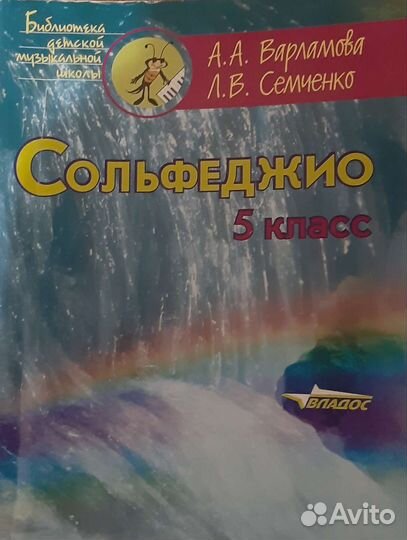 Библиотека
детской
музыкальной
школы
А. А. Варламова
Л. В. Семченко
Сольфеджио
5 класс
ВЛАДОС
Avito